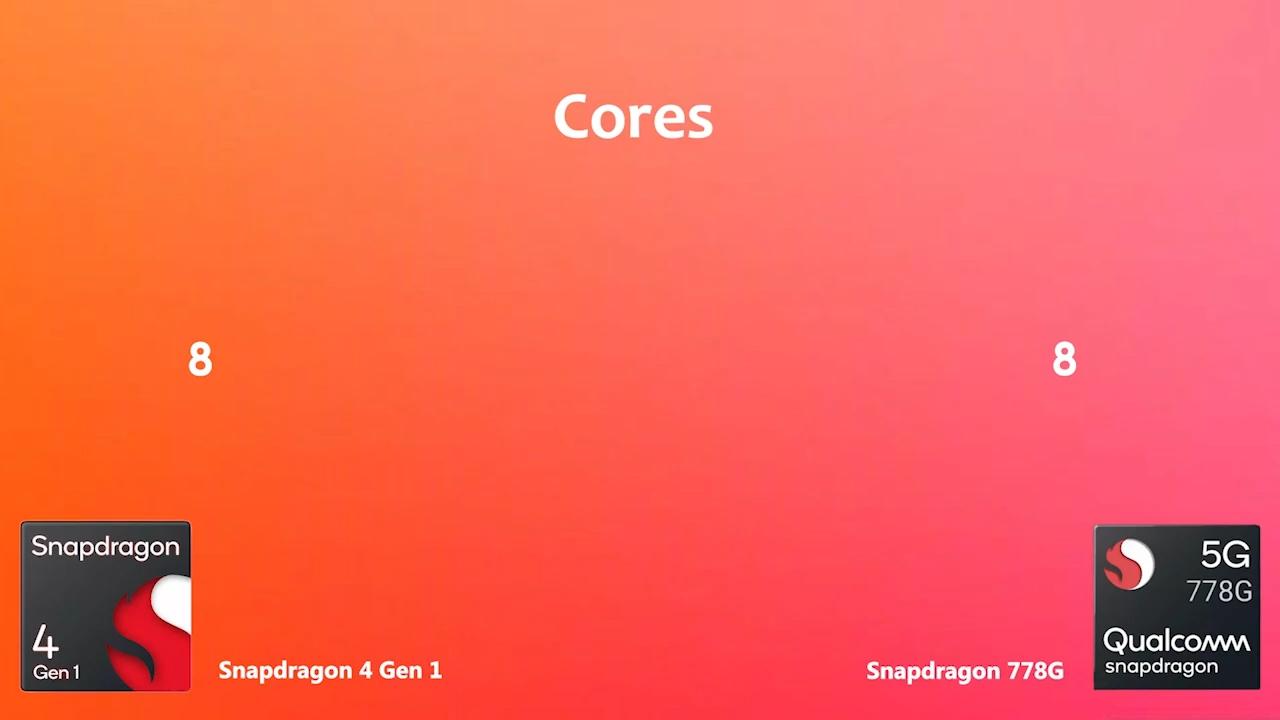 Cores
8
8
Snapdragon
4
Gen 1
Snapdragon 4 Gen 1
Snapdragon 778G
5G
778G
Qualcomm
snapdragon